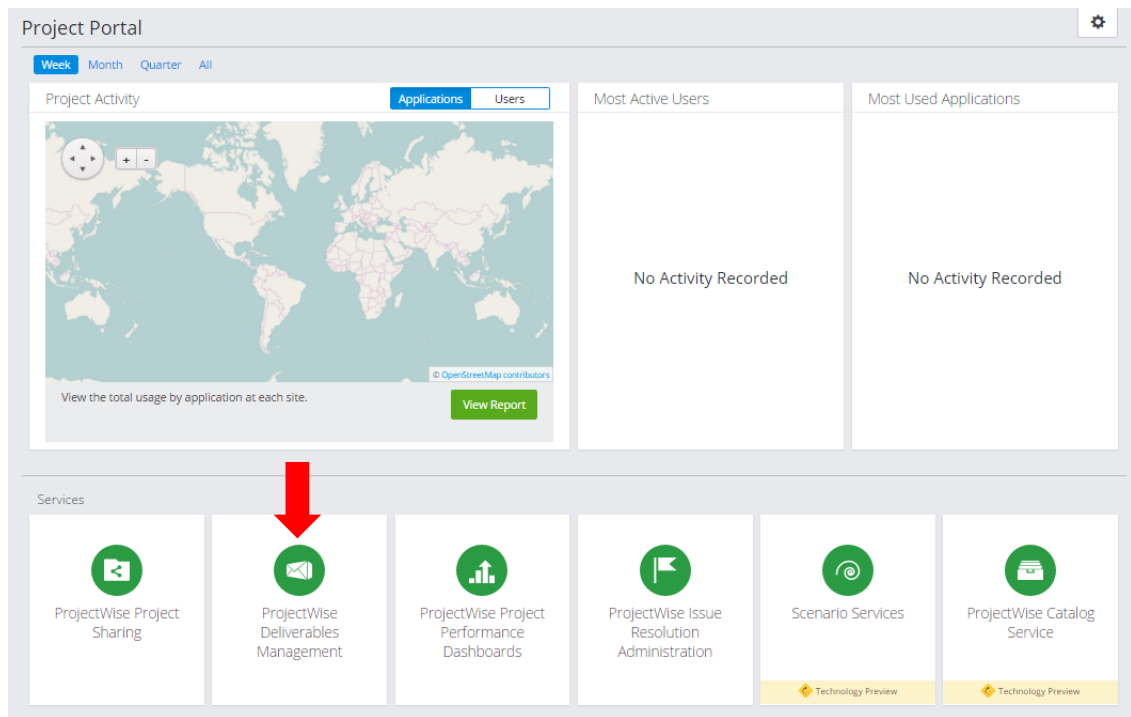 Project Portal
Week Month Quarter All
Project Activity
Applications Users
+ -
© OpenStreetMap contributors
View the total usage by application at each site.
View Report
Most Active Users
No Activity Recorded
Most Used Applications
No Activity Recorded
Services
ProjectWise Project
Sharing
ProjectWise
Deliverables
Management
ProjectWise Project
Performance
Dashboards
ProjectWise Issue
Resolution
Administration
Scenario Services
Technology Preview
ProjectWise Catalog
Service
Technology Preview